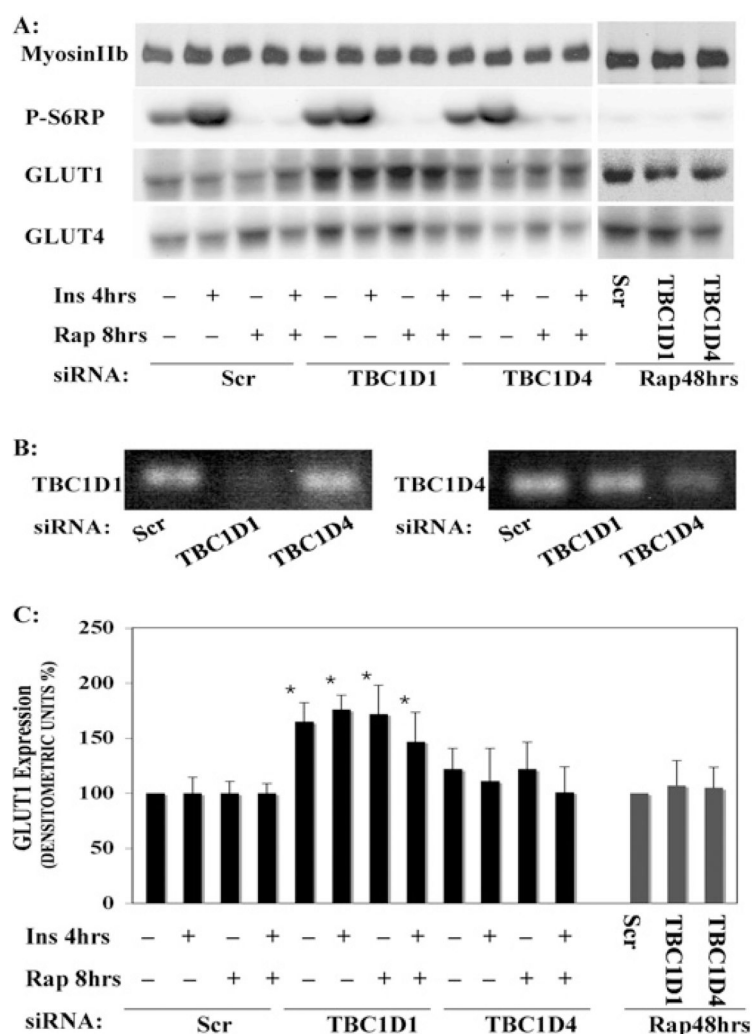 A:
MyosinIIb
P-S6RP
GLUT1
GLUT4
Ins 4hrs – + – + – + – + – + – +
Rap 8hrs – – + + – – + + – – + +
Scr TBC1D1 TBC1D4
siRNA: Scr TBC1D1 TBC1D4 Rap48hrs
B:
TBC1D1 TBC1D4
siRNA: Scr TBC1D1 TBC1D4 siRNA: Scr TBC1D1 TBC1D4
C:
GLUT1 Expression
(DENSITOMETRIC UNITS %)
250
200
150
100
50
0
* * * *
Ins 4hrs – + – + – + – + – + – +
Rap 8hrs – – + + – – + + – – + +
Scr TBC1D1 TBC1D4
siRNA: Scr TBC1D1 TBC1D4 Rap48hrs